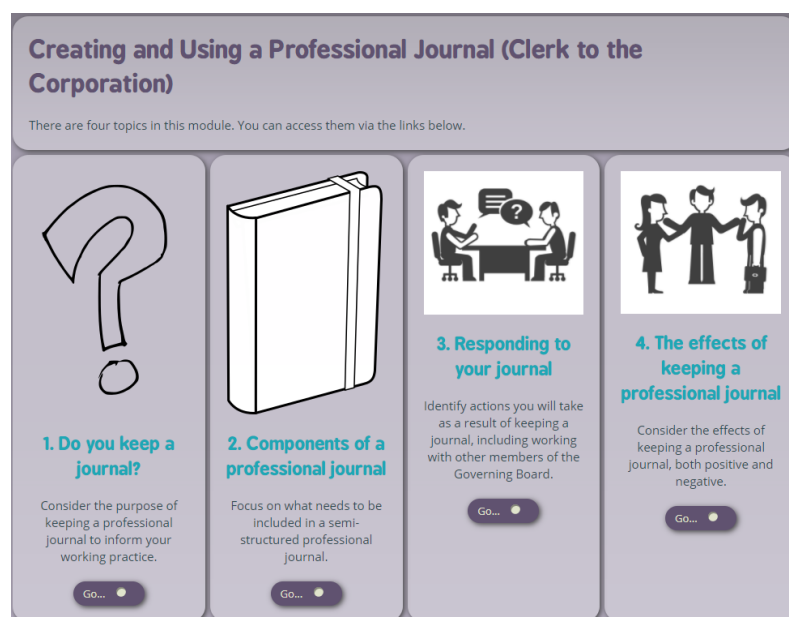 Creating and Using a Professional Journal (Clerk to the
Corporation)
There are four topics in this module. You can access them via the links below.
?
1. Do you keep a
journal?
Consider the purpose of
keeping a professional
journal to inform your
working practice.
Go...
2. Components of a
professional journal
Focus on what needs to be
included in a semi-
structured professional
journal.
Go...
?
3. Responding to
your journal
Identify actions you will take
as a result of keeping a
journal, including working
with other members of the
Governing Board.
Go...
4. The effects of
keeping a
professional journal
Consider the effects of
keeping a professional
journal, both positive and
negative.
Go...